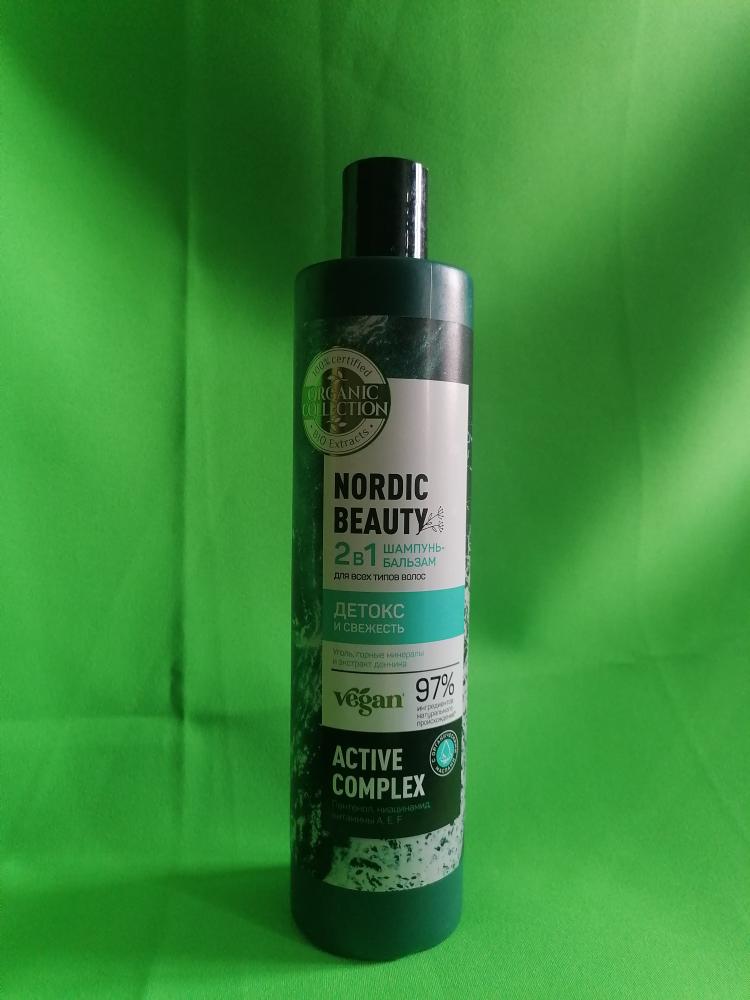 100% certified
ORGANIC
COLLECTION
BIO Extracts
NORDIC
BEAUTY
2в1 ШАМПУНЬ-
БАЛЬЗАМ
для всех типов волос
ДЕТОКС
И СВЕЖЕСТЬ
Уголь, горные минералы
и экстракт донника
vegan
97%
ингредиентов
натурального
происхождения
ACTIVE
COMPLEX
Пантенол, ниацинамид,
витамины A, E, F